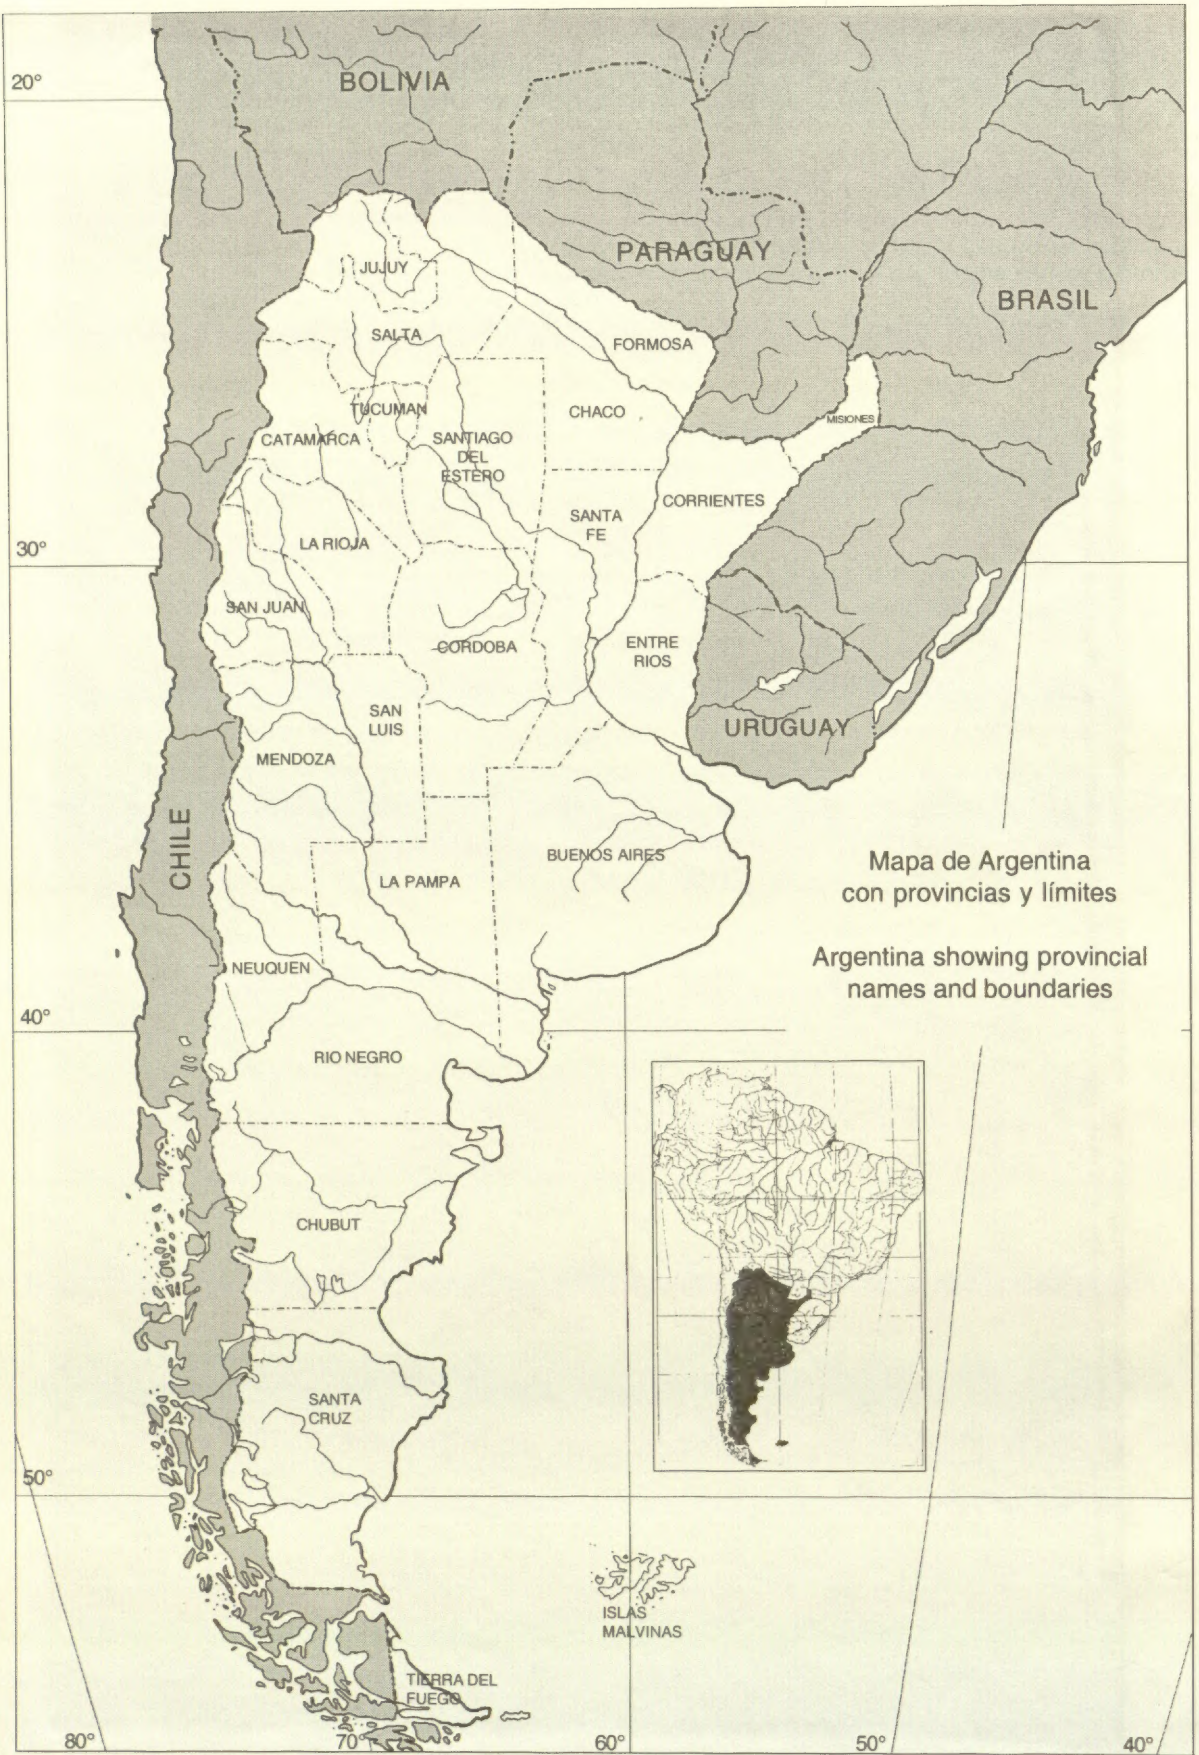 20°
BOLIVIA
PARAGUAY
JUJUY
BRASIL
SALTA
FORMOSA
TUCUMAN
CHACO
MISIONES
CATAMARCA
SANTIAGO
DEL
ESTERO
CORRIENTES
SANTA
FE
LA RIOJA
30°
SAN JUAN
CORDOBA
ENTRE
RIOS
SAN
LUIS
URUGUAY
MENDOZA
CHILE
BUENOS AIRES
LA PAMPA
Mapa de Argentina
con provincias y límites
Argentina showing provincial
names and boundaries
NEUQUEN
40°
RIO NEGRO
CHUBUT
SANTA
CRUZ
50°
ISLAS
MALVINAS
TIERRA DEL
FUEGO
80°
70°
60°
50°
40°